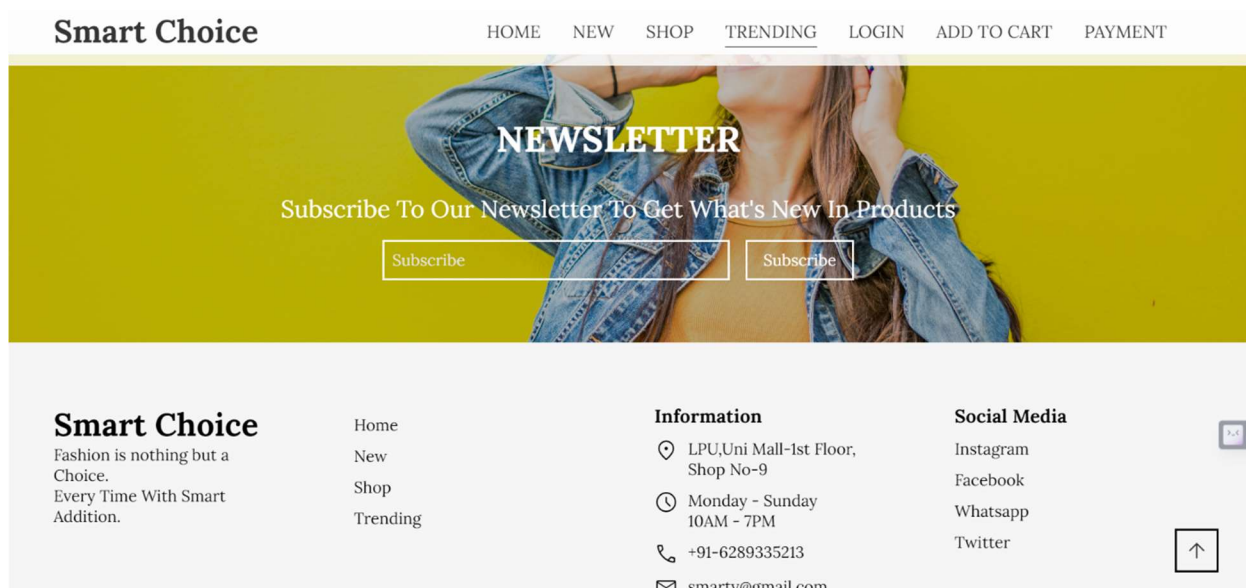 Smart Choice
HOME NEW SHOP TRENDING LOGIN ADD TO CART PAYMENT
NEWSLETTER
Subscribe To Our Newsletter To Get What's New In Products
Subscribe
Subscribe
Smart Choice
Fashion is nothing but a
Choice.
Every Time With Smart
Addition.
Home
New
Shop
Trending
Information
LPU,Uni Mall-1st Floor,
Shop No-9
Monday - Sunday
10AM - 7PM
+91-6289335213
smarty@gmail.com
Social Media
Instagram
Facebook
Whatsapp
Twitter